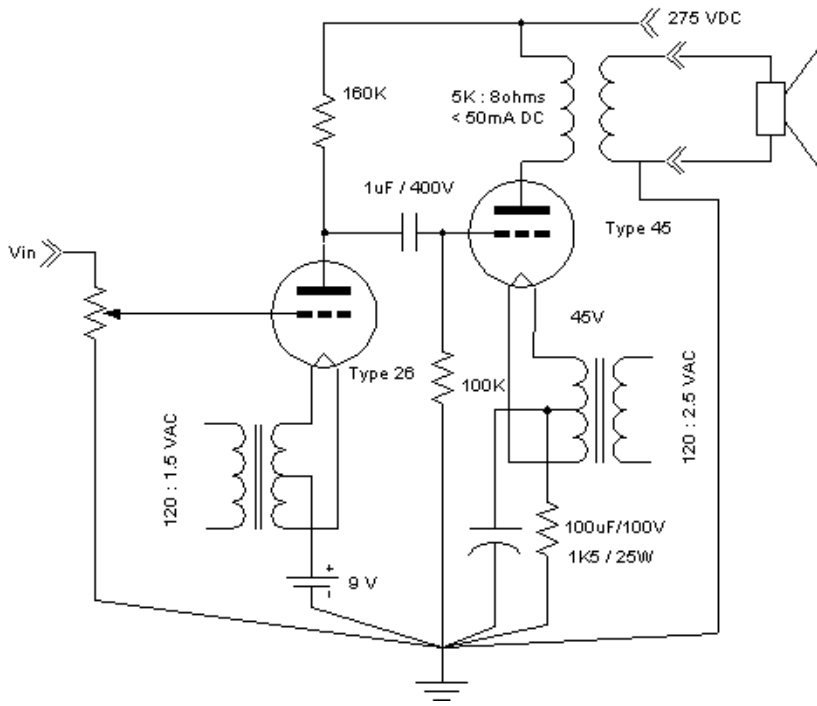 275 VDC
160K
5K : 8ohms
< 50mA DC
1uF / 400V
Type 45
Vin
45V
Type 26
100K
120 : 1.5 VAC
120 : 2.5 VAC
100uF/100V
1K5 / 25W
+
9 V
-